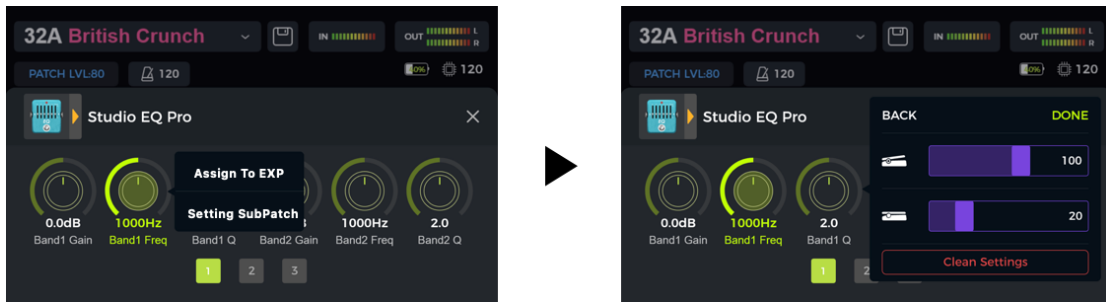 32A British Crunch
IN
OUT
L
R
PATCH LVL:80
120
120
Studio EQ Pro
Assign To EXP
Setting SubPatch
0.0dB
1000Hz
1000Hz
2.0
Band1 Gain
Band1 Freq
Band1 Q
Band2 Gain
Band2 Freq
Band2 Q
1
2
3
32A British Crunch
IN
OUT
L
R
PATCH LVL:80
120
120
Studio EQ Pro
BACK
DONE
100
20
Clean Settings
0.0dB
1000Hz
2.0
Band1 Gain
Band1 Freq
Band1 Q
1
2